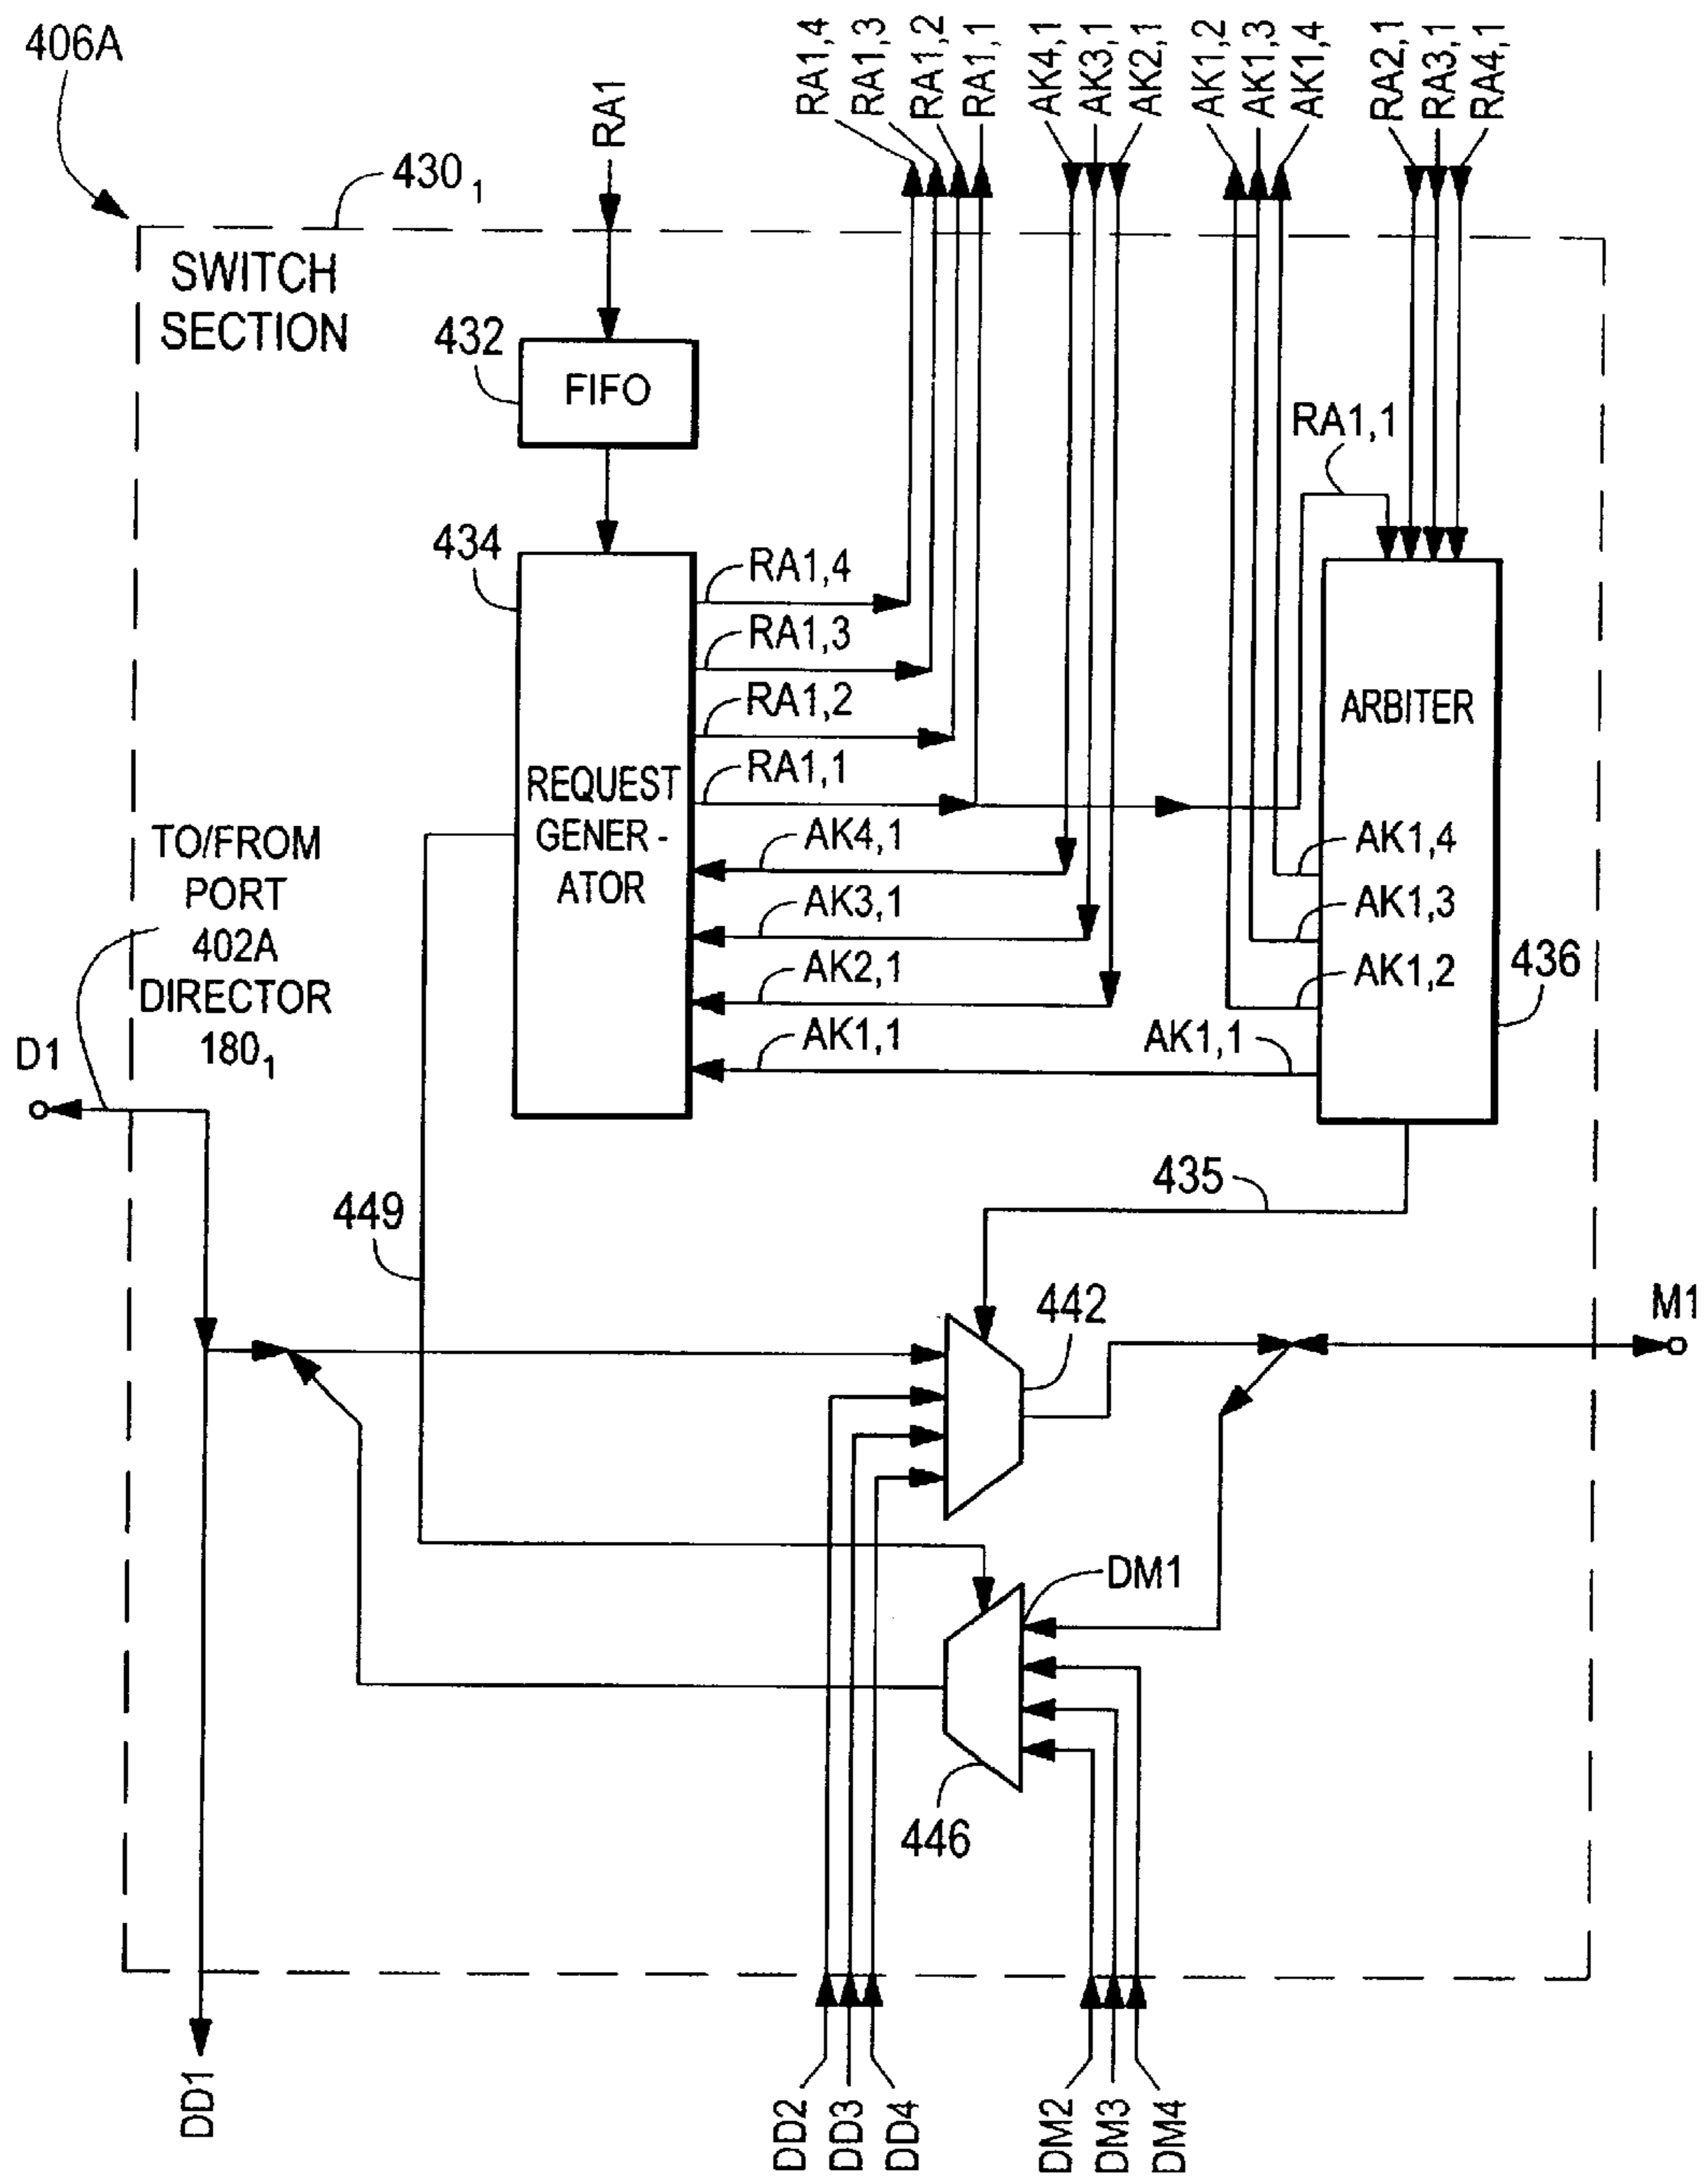 406A
RA1
RA1,4
RA1,3
RA1,2
RA1,1
AK4,1
AK3,1
AK2,1
AK1,2
AK1,3
AK1,4
RA2,1
RA3,1
RA4,1
430₁
SWITCH
SECTION
432
FIFO
RA1,1
434
RA1,4
RA1,3
RA1,2
RA1,1
ARBITER
REQUEST
GENER -
ATOR
AK4,1
AK3,1
AK2,1
AK1,1
AK1,4
AK1,3
AK1,2
AK1,1
436
TO/FROM
PORT
402A
DIRECTOR
180₁
D1
435
449
442
M1
DM1
446
DD1
DD2
DD3
DD4
DM2
DM3
DM4